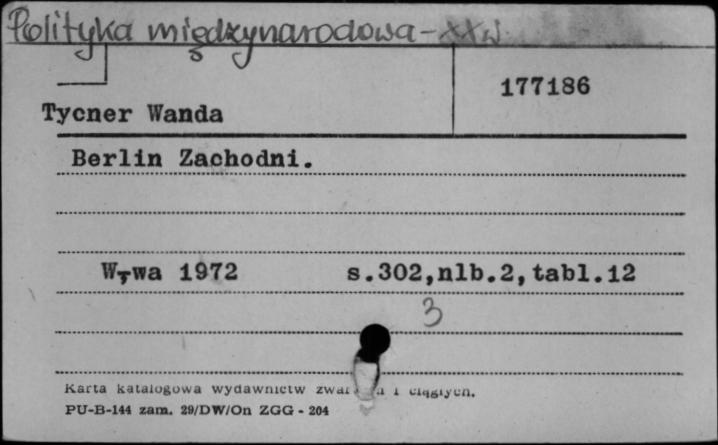 Polityka międzynarodowa - XX w.
177186
Tycner Wanda
Berlin Zachodni.
W-wa 1972 s.302,nlb.2,tabl.12
3
Karta katalogowa wydawnictw i ciągłych.
PU-B-144 zam. 29/DW/On ZGG - 204